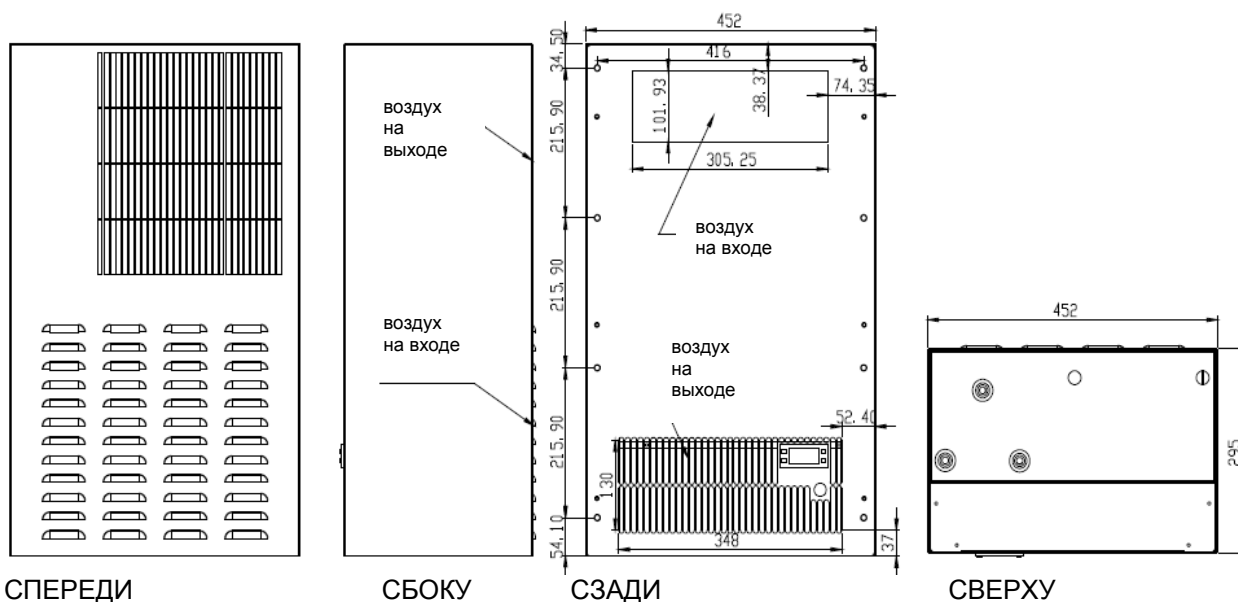 452
416
34,50
38,37
74,35
101,93
215,90
305,25
воздух
на
выходе
воздух
на входе
215,90
воздух
на входе
воздух
на
выходе
452
295
52,40
215,90
130
348
54,10
37
СПЕРЕДИ
СБОКУ
СЗАДИ
СВЕРХУ